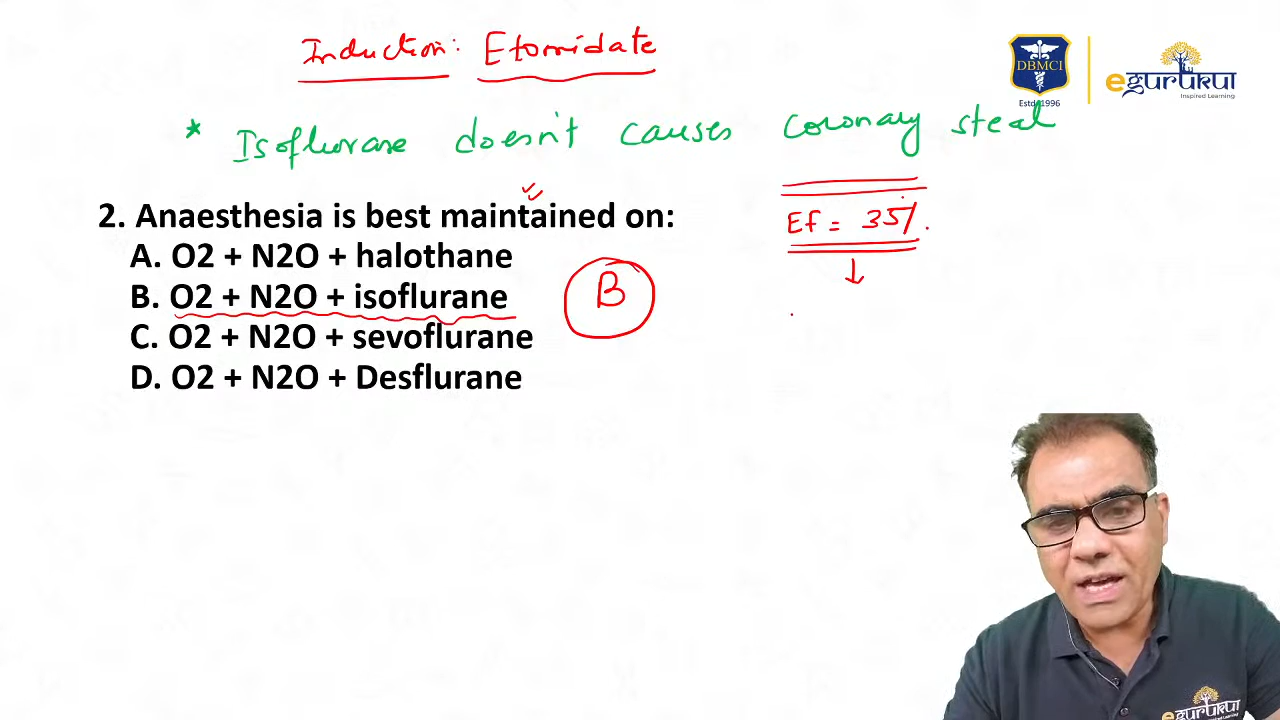 Induction: Etomidate
DBMCI
Estd. 1996
egurukul
Inspired Learning
* Isoflurane doesn't causes coronary steal
2. Anaesthesia is best maintained on:
Ef = 35%.
A. O2 + N2O + halothane
B. O2 + N2O + isoflurane
B
C. O2 + N2O + sevoflurane
D. O2 + N2O + Desflurane
egurukul